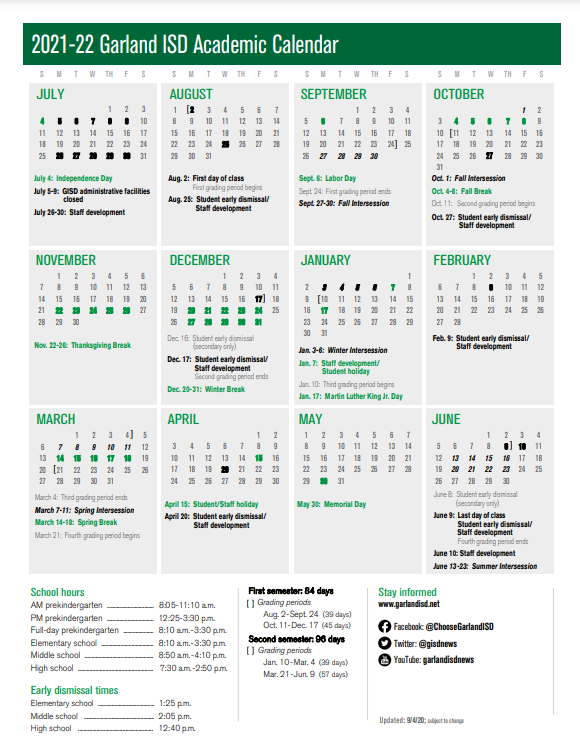 2021-22 Garland ISD Academic Calendar
S M T W TH F S S M T W TH F S S M T W TH F S S M T W TH F S
JULY
1 2 3
4 5 6 7 8 9 10
11 12 13 14 15 16 17
18 19 20 21 22 23 24
25 26 27 28 29 30 31
July 4: Independence Day
July 5-9: GISD administrative facilities
closed
July 26-30: Staff development
AUGUST
1 [2 3 4 5 6 7
8 9 10 11 12 13 14
15 16 17 18 19 20 21
22 23 24 25 26 27 28
29 30 31
Aug. 2: First day of class
First grading period begins
Aug. 25: Student early dismissal/
Staff development
SEPTEMBER
1 2 3 4
5 6 7 8 9 10 11
12 13 14 15 16 17 18
19 20 21 22 23 24] 25
26 27 28 29 30
Sept. 6: Labor Day
Sept. 24: First grading period ends
Sept. 27-30: Fall Intersession
OCTOBER
1 2
3 4 5 6 7 8 9
10 [11 12 13 14 15 16
17 18 19 20 21 22 23
24 25 26 27 28 29 30
31
Oct. 1: Fall Intersession
Oct. 4-8: Fall Break
Oct. 11: Second grading period begins
Oct. 27: Student early dismissal/
Staff development
NOVEMBER
1 2 3 4 5 6
7 8 9 10 11 12 13
14 15 16 17 18 19 20
21 22 23 24 25 26 27
28 29 30
Nov. 22-26: Thanksgiving Break
DECEMBER
1 2 3 4
5 6 7 8 9 10 11
12 13 14 15 16 17] 18
19 20 21 22 23 24 25
26 27 28 29 30 31
Dec. 16: Student early dismissal
(secondary only)
Dec. 17: Student early dismissal/
Staff development
Second grading period ends
Dec. 20-31: Winter Break
JANUARY
1
2 3 4 5 6 7 8
9 [10 11 12 13 14 15
16 17 18 19 20 21 22
23 24 25 26 27 28 29
30 31
Jan. 3-6: Winter Intersession
Jan. 7: Staff development/
Student holiday
Jan. 10: Third grading period begins
Jan. 17: Martin Luther King Jr. Day
FEBRUARY
1 2 3 4 5
6 7 8 9 10 11 12
13 14 15 16 17 18 19
20 21 22 23 24 25 26
27 28
Feb. 9: Student early dismissal/
Staff development
MARCH
1 2 3 4] 5
6 7 8 9 10 11 12
13 14 15 16 17 18 19
20 [21 22 23 24 25 26
27 28 29 30 31
March 4: Third grading period ends
March 7-11: Spring Intersession
March 14-18: Spring Break
March 21: Fourth grading period begins
APRIL
1 2
3 4 5 6 7 8 9
10 11 12 13 14 15 16
17 18 19 20 21 22 23
24 25 26 27 28 29 30
April 15: Student/Staff holiday
April 20: Student early dismissal/
Staff development
MAY
1 2 3 4 5 6 7
8 9 10 11 12 13 14
15 16 17 18 19 20 21
22 23 24 25 26 27 28
29 30 31
May 30: Memorial Day
JUNE
1 2 3 4
5 6 7 8 9] 10 11
12 13 14 15 16 17 18
19 20 21 22 23 24 25
26 27 28 29 30
June 8: Student early dismissal
(secondary only)
June 9: Last day of class
Student early dismissal/
Staff development
Fourth grading period ends
June 10: Staff development
June 13-23: Summer Intersession
School hours
AM prekindergarten 8:05-11:10 a.m.
PM prekindergarten 12:25-3:30 p.m.
Full-day prekindergarten 8:10 a.m.-3:30 p.m.
Elementary school 8:10 a.m.-3:30 p.m.
Middle school 8:50 a.m.-4:10 p.m.
High school 7:30 a.m.-2:50 p.m.
Early dismissal times
Elementary school 1:25 p.m.
Middle school 2:05 p.m.
High school 12:40 p.m.
First semester: 84 days
[ ] Grading periods
Aug. 2-Sept. 24 (39 days)
Oct. 11-Dec. 17 (45 days)
Second semester: 96 days
[ ] Grading periods
Jan. 10-Mar. 4 (39 days)
Mar. 21-Jun. 9 (57 days)
Stay informed
www.garlandisd.net
Facebook: @ChooseGarlandISD
Twitter: @gisdnews
YouTube: garlandisdnews
Updated: 9/4/20; subject to change